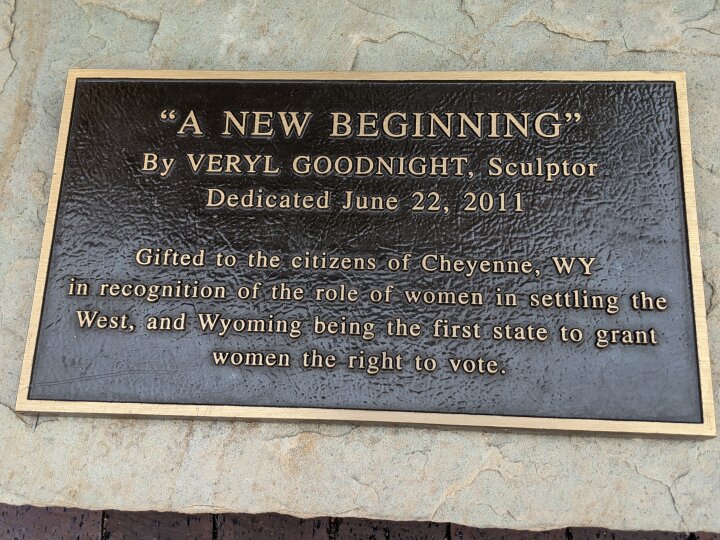 “A NEW BEGINNING”
By VERYL GOODNIGHT, Sculptor
Dedicated June 22, 2011
Gifted to the citizens of Cheyenne, WY
in recognition of the role of women in settling the
West, and Wyoming being the first state to grant
women the right to vote.